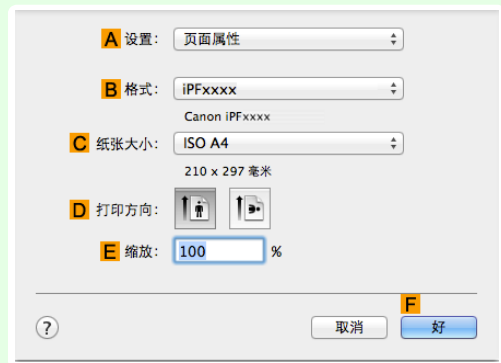 A 设置： 页面属性
B 格式： iPFxxxx
Canon iPFxxxx
C 纸张大小： ISO A4
210 x 297 毫米
D 打印方向：
E 缩放： 100 %
F
? 取消 好